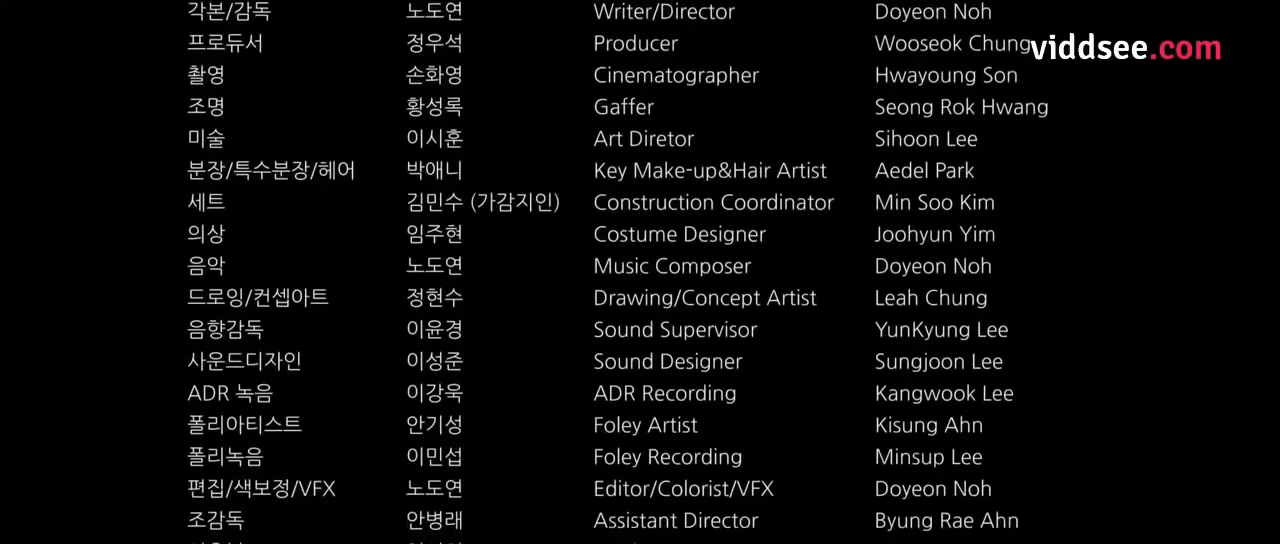 각본/감독 노도연 Writer/Director Doyeon Noh
프로듀서 정우석 Producer Wooseok Chung
viddsee.com
촬영 손화영 Cinematographer Hwayoung Son
조명 황성록 Gaffer Seong Rok Hwang
미술 이시훈 Art Diretor Sihoon Lee
분장/특수분장/헤어 박애니 Key Make-up&Hair Artist Aedel Park
세트 김민수 (가감지인) Construction Coordinator Min Soo Kim
의상 임주현 Costume Designer Joohyun Yim
음악 노도연 Music Composer Doyeon Noh
드로잉/컨셉아트 정현수 Drawing/Concept Artist Leah Chung
음향감독 이윤경 Sound Supervisor YunKyung Lee
사운드디자인 이성준 Sound Designer Sungjoon Lee
ADR 녹음 이강욱 ADR Recording Kangwook Lee
폴리아티스트 안기성 Foley Artist Kisung Ahn
폴리녹음 이민섭 Foley Recording Minsup Lee
편집/색보정/VFX 노도연 Editor/Colorist/VFX Doyeon Noh
조감독 안병래 Assistant Director Byung Rae Ahn